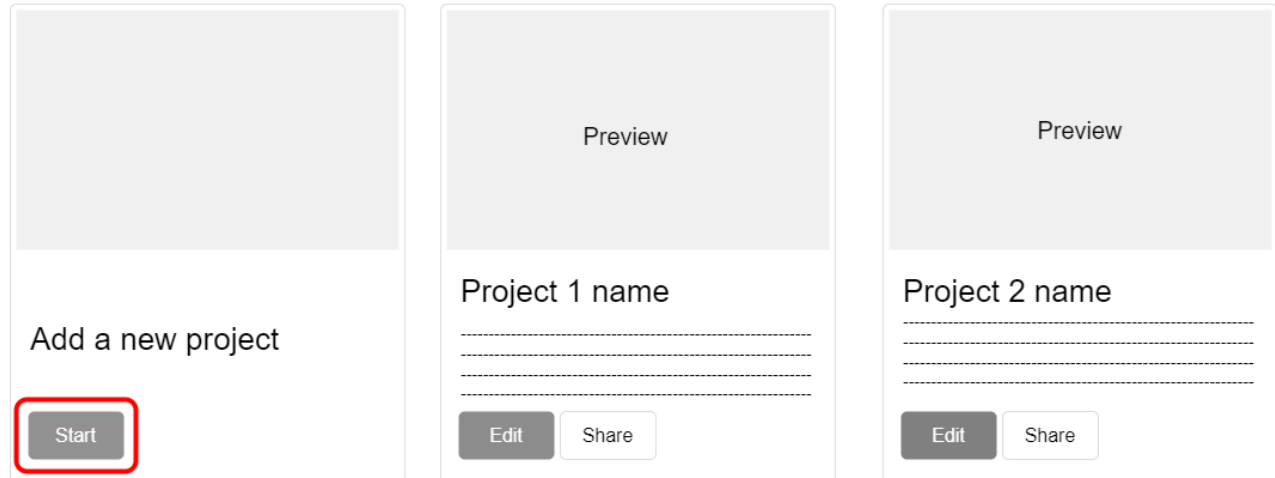 Preview
Preview
Project 1 name
Project 2 name
Add a new project
Start
Edit
Share
Edit
Share